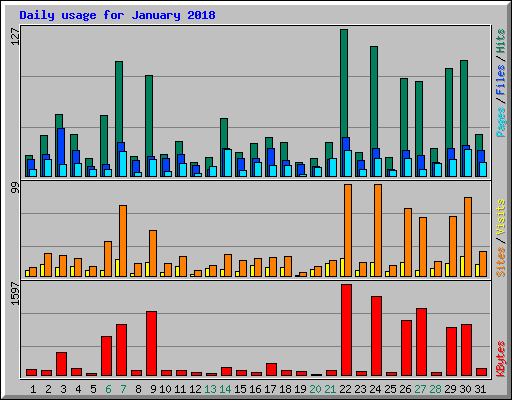 Daily usage for January 2018
127
Pages / Files / Hits
99
Sites / Visits
1597
KBytes
1 2 3 4 5 6 7 8 9 10 11 12 13 14 15 16 17 18 19 20 21 22 23 24 25 26 27 28 29 30 31